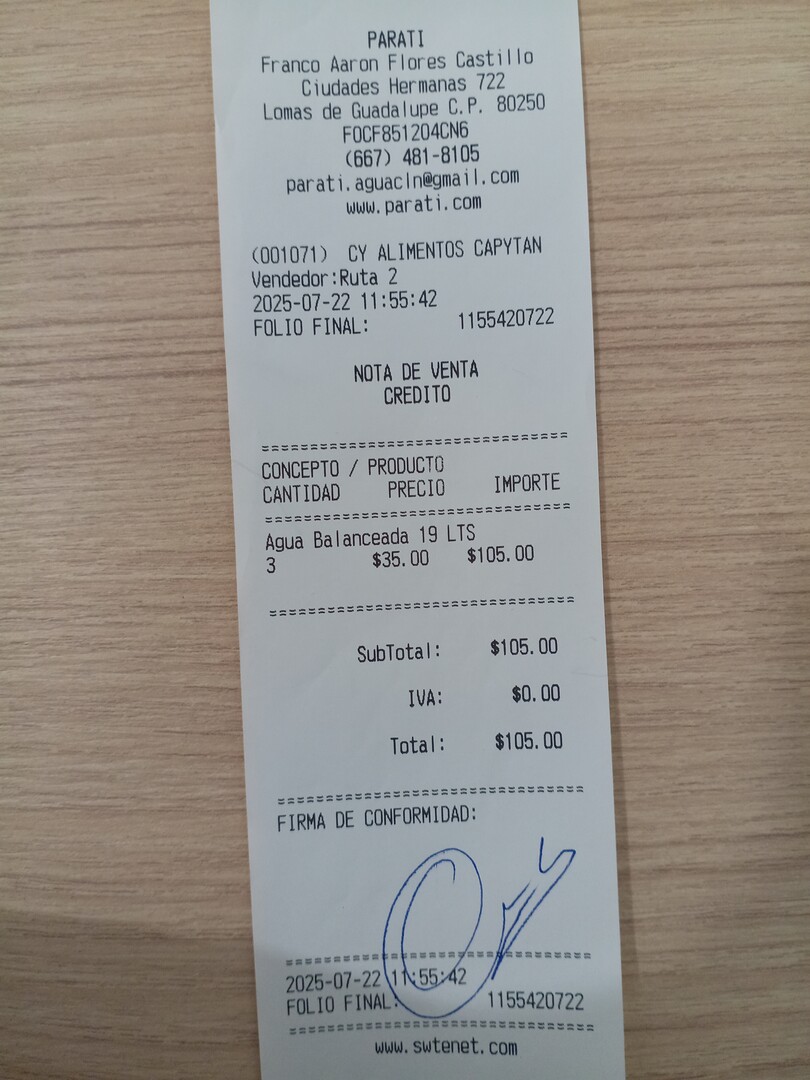 PARATI
Franco Aaron Flores Castillo
Ciudades Hermanas 722
Lomas de Guadalupe C.P. 80250
FOCF851204CN6
(667) 481-8105
parati.aguacln@gmail.com
www.parati.com
(001071) CY ALIMENTOS CAPYTAN
Vendedor:Ruta 2
2025-07-22 11:55:42
FOLIO FINAL: 1155420722
NOTA DE VENTA
CREDITO
================================
CONCEPTO / PRODUCTO
CANTIDAD PRECIO IMPORTE
================================
Agua Balanceada 19 LTS
3 $35.00 $105.00
================================
SubTotal: $105.00
IVA: $0.00
Total: $105.00
================================
FIRMA DE CONFORMIDAD:
================================
2025-07-22 11:55:42
FOLIO FINAL: 1155420722
================================
www.swtenet.com